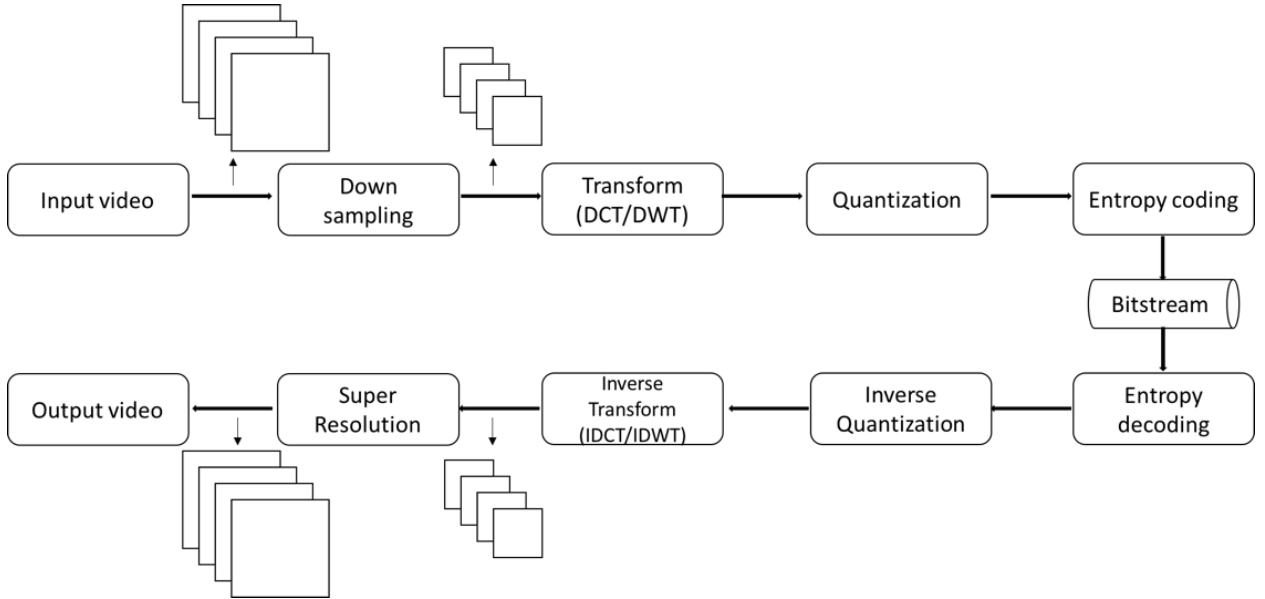 Input video
Down
sampling
Transform
(DCT/DWT)
Quantization
Entropy coding
Bitstream
Entropy
decoding
Inverse
Quantization
Inverse
Transform
(IDCT/IDWT)
Super
Resolution
Output video